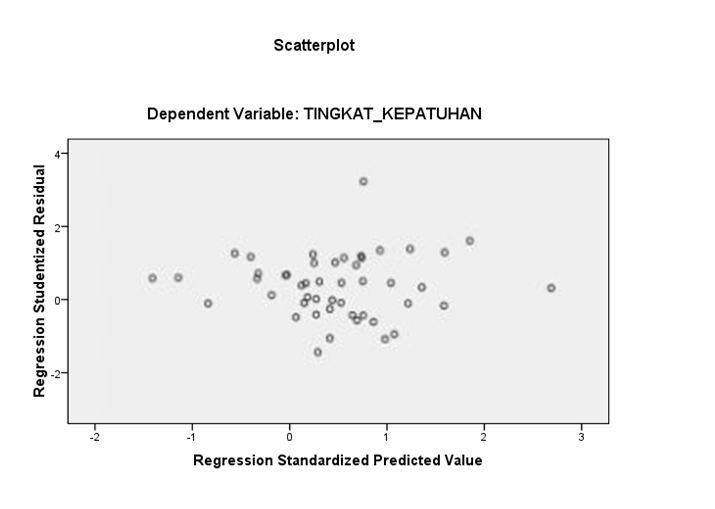 Scatterplot
Dependent Variable: TINGKAT_KEPATUHAN
Regression Studentized Residual
4
2
0
-2
-2
-1
0
1
2
3
Regression Standardized Predicted Value